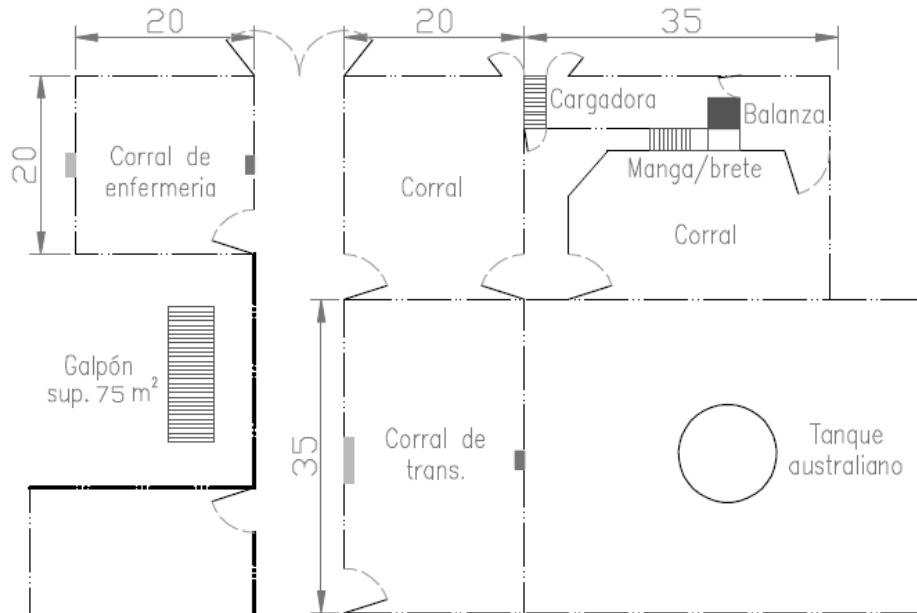 20
20
35
20
Corral de
enfermeria
Corral
Cargadora
Balanza
Manga/brete
Corral
Galpón
sup. 75 m²
35
Corral de
trans.
Tanque
australiano